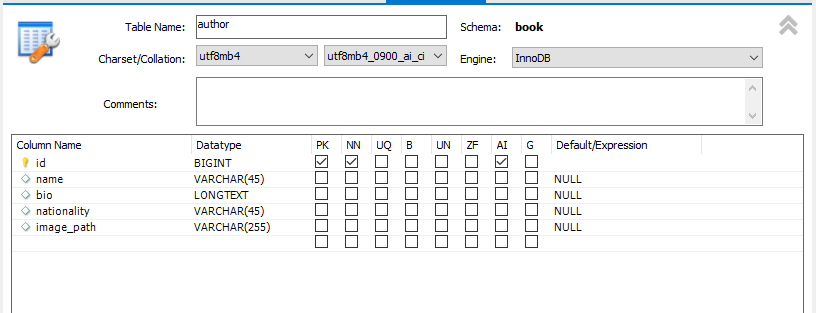 Table Name: author Schema: book
Charset/Collation: utf8mb4 utf8mb4_0900_ai_ci Engine: InnoDB
Comments:
Column Name Datatype PK NN UQ B UN ZF AI G Default/Expression
id BIGINT
name VARCHAR(45) NULL
bio LONGTEXT NULL
nationality VARCHAR(45) NULL
image_path VARCHAR(255) NULL